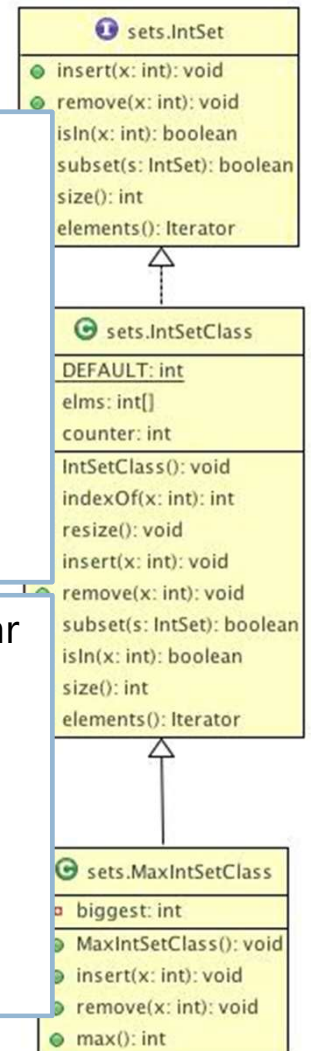 sets.IntSet
insert(x: int): void
remove(x: int): void
isIn(x: int): boolean
subset(s: IntSet): boolean
size(): int
elements(): Iterator
sets.IntSetClass
DEFAULT: int
elms: int[]
counter: int
IntSetClass(): void
indexOf(x: int): int
resize(): void
insert(x: int): void
remove(x: int): void
subset(s: IntSet): boolean
isIn(x: int): boolean
size(): int
elements(): Iterator
sets.MaxIntSetClass
biggest: int
MaxIntSetClass(): void
insert(x: int): void
remove(x: int): void
max(): int